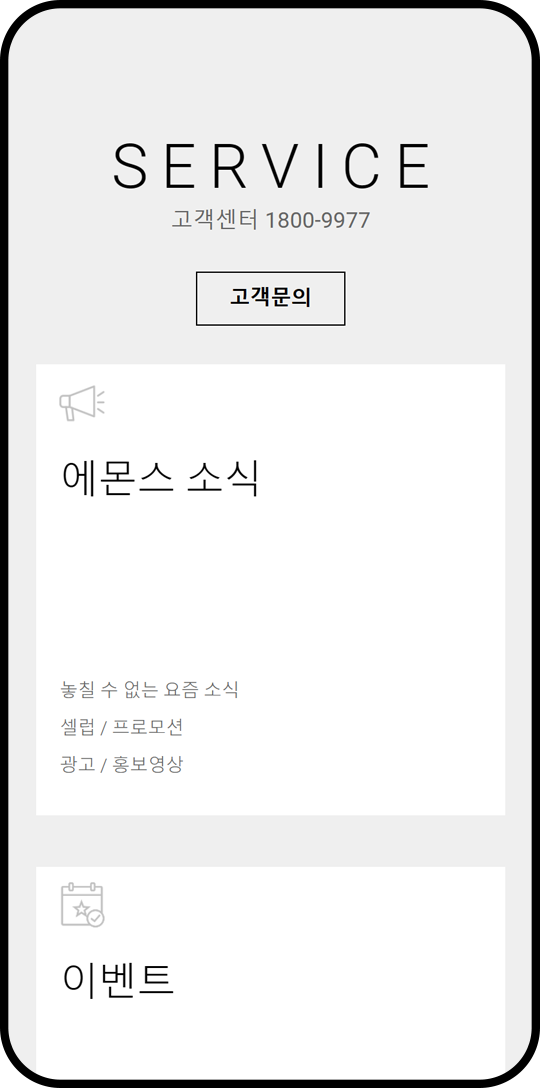 SERVICE
고객센터 1800-9977
고객문의
에몬스 소식
놓칠 수 없는 요즘 소식
셀럽 / 프로모션
광고 / 홍보영상
이벤트